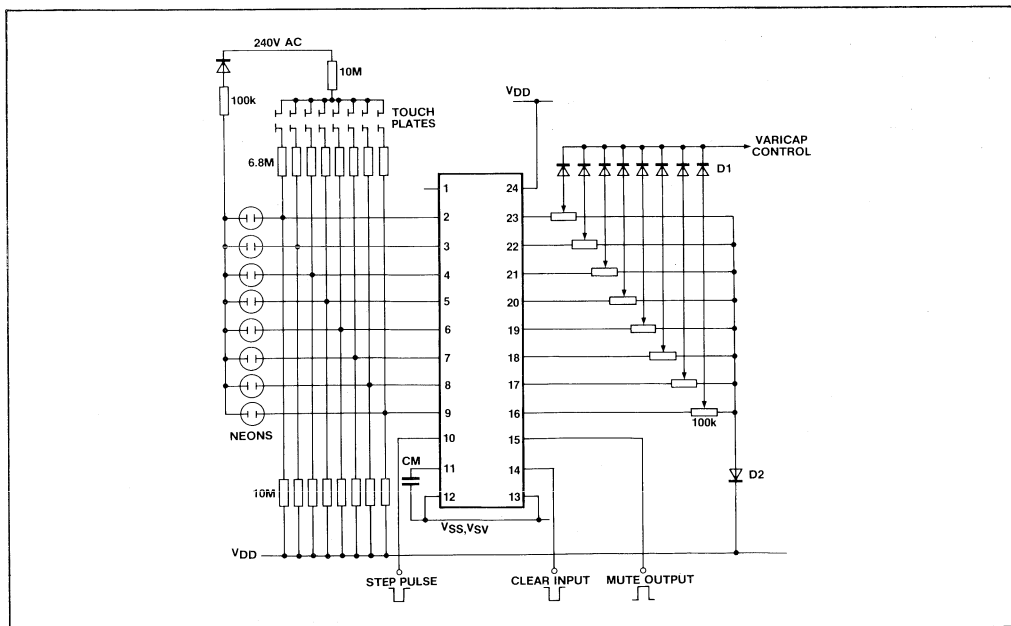 240V AC
10M
100k
TOUCH
PLATES
6.8M
VDD
VARICAP
CONTROL
D1
1
24
2
23
3
22
4
21
5
20
6
19
7
18
8
17
9
16
100k
NEONS
10
15
CM
11
14
D2
10M
12
13
VSS,VSV
VDD
STEP PULSE
CLEAR INPUT
MUTE OUTPUT